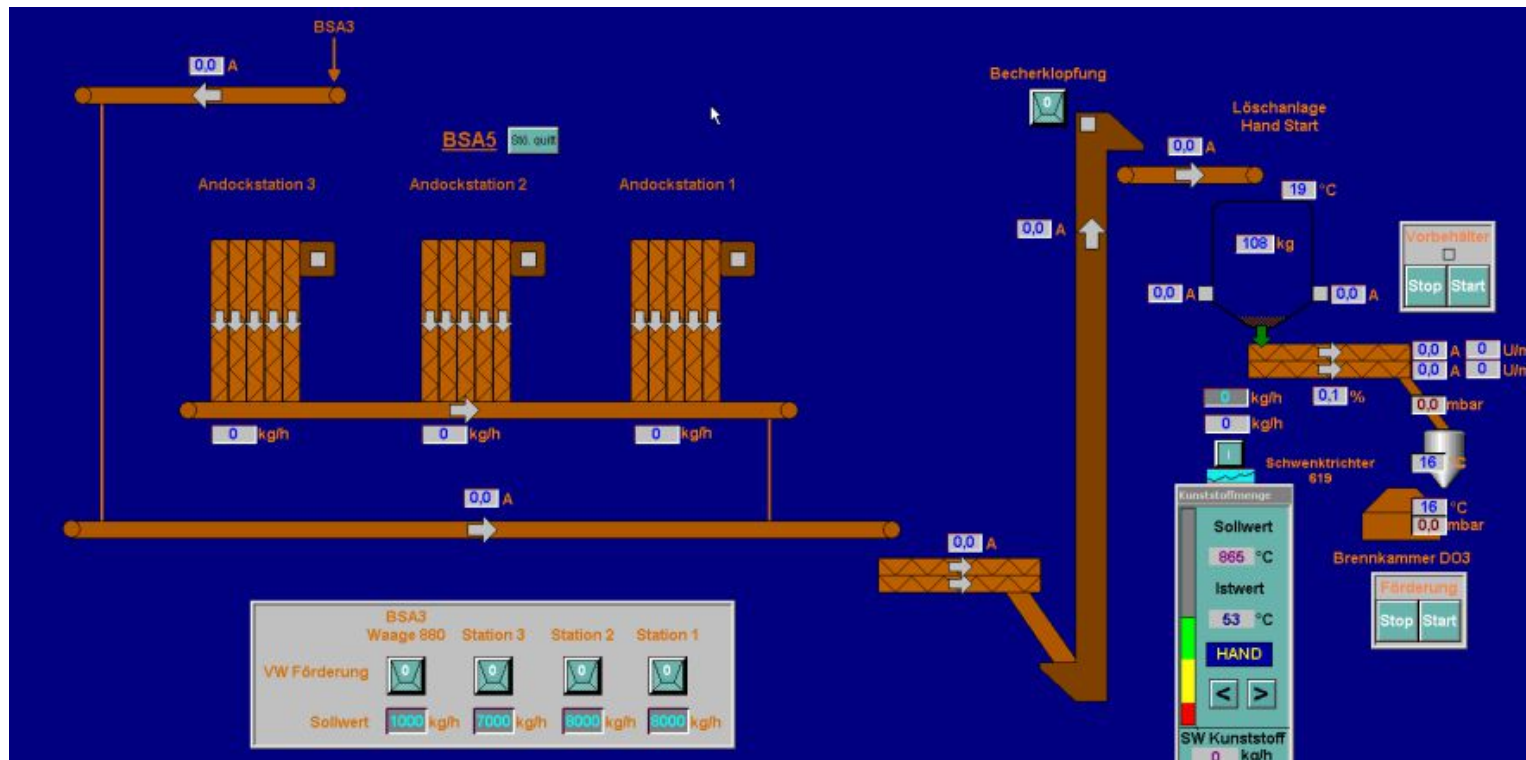 BSA3
0,0 A
Becherklopfung
0
Löschanlage
Hand Start
BSA5
Stö. quitt
0,0 A
Andockstation 3
Andockstation 2
Andockstation 1
19 °C
0,0 A
108 kg
Vorbehälter
Stop Start
0,0 A
0,0 A
0,0 A 0 U/m
0,0 A 0 U/m
0 kg/h
0,1 %
0,0 mbar
0 kg/h
0 kg/h
0 kg/h
0 kg/h
I
Schwenktrichter
619
16 °C
0,0 A
Kunststoffmenge
Sollwert
865 °C
Istwert
53 °C
HAND
< >
SW Kunststoff
0 kg/h
16 °C
0,0 mbar
Brennkammer DO3
Förderung
Stop Start
0,0 A
BSA3
Waage 860 Station 3 Station 2 Station 1
VW Förderung 0 0 0 0
Sollwert 1000 kg/h 7000 kg/h 8000 kg/h 8000 kg/h